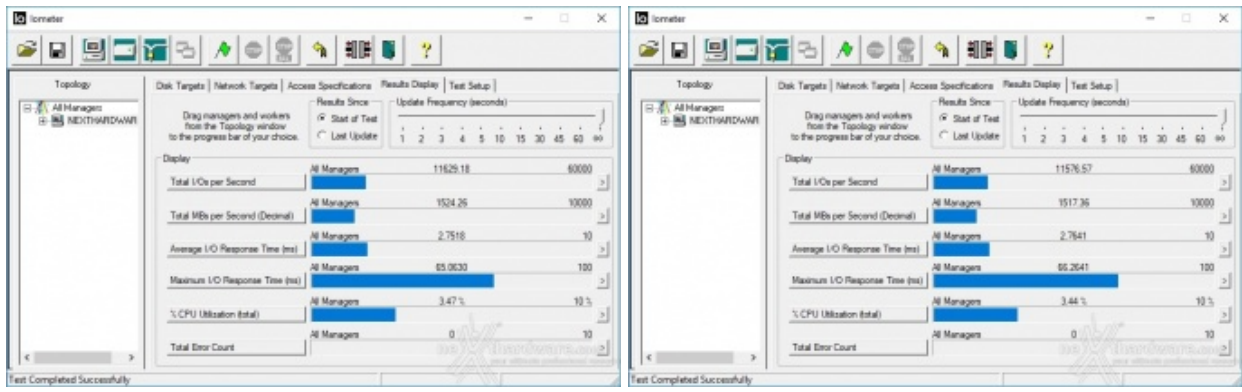 Iometer
Topology
All Managers
NEXTHARDWAR
Disk Targets Network Targets Access Specifications Results Display Test Setup
Drag managers and workers
from the Topology window
to the progress bar of your choice.
Results Since
Start of Test
Last Update
Update Frequency (seconds)
1 2 3 4 5 10 15 30 45 60 oo
Display
All Managers 11629.18 60000
Total I/Os per Second
All Managers 1524.26 10000
Total MBs per Second (Decimal)
All Managers 2.7518 10
Average I/O Response Time (ms)
All Managers 65.0630 100
Maximum I/O Response Time (ms)
All Managers 3.47 % 10 %
% CPU Utilization (total)
All Managers 0 10
Total Error Count
Test Completed Successfully
Iometer
Topology
All Managers
NEXTHARDWAR
Disk Targets Network Targets Access Specifications Results Display Test Setup
Drag managers and workers
from the Topology window
to the progress bar of your choice.
Results Since
Start of Test
Last Update
Update Frequency (seconds)
1 2 3 4 5 10 15 30 45 60 oo
Display
All Managers 11576.57 60000
Total I/Os per Second
All Managers 1517.36 10000
Total MBs per Second (Decimal)
All Managers 2.7641 10
Average I/O Response Time (ms)
All Managers 66.2641 100
Maximum I/O Response Time (ms)
All Managers 3.44 % 10 %
% CPU Utilization (total)
All Managers 0 10
Total Error Count
Test Completed Successfully